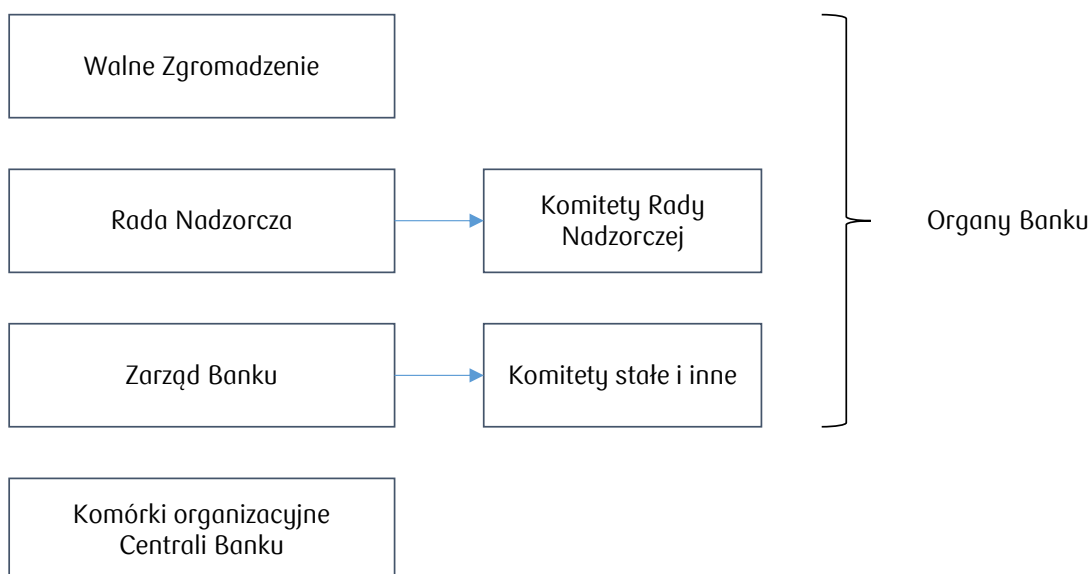 Walne Zgromadzenie
Rada Nadzorcza
Komitety Rady
Nadzorczej
Organy Banku
Zarząd Banku
Komitety stałe i inne
Komórki organizacyjne
Centrali Banku